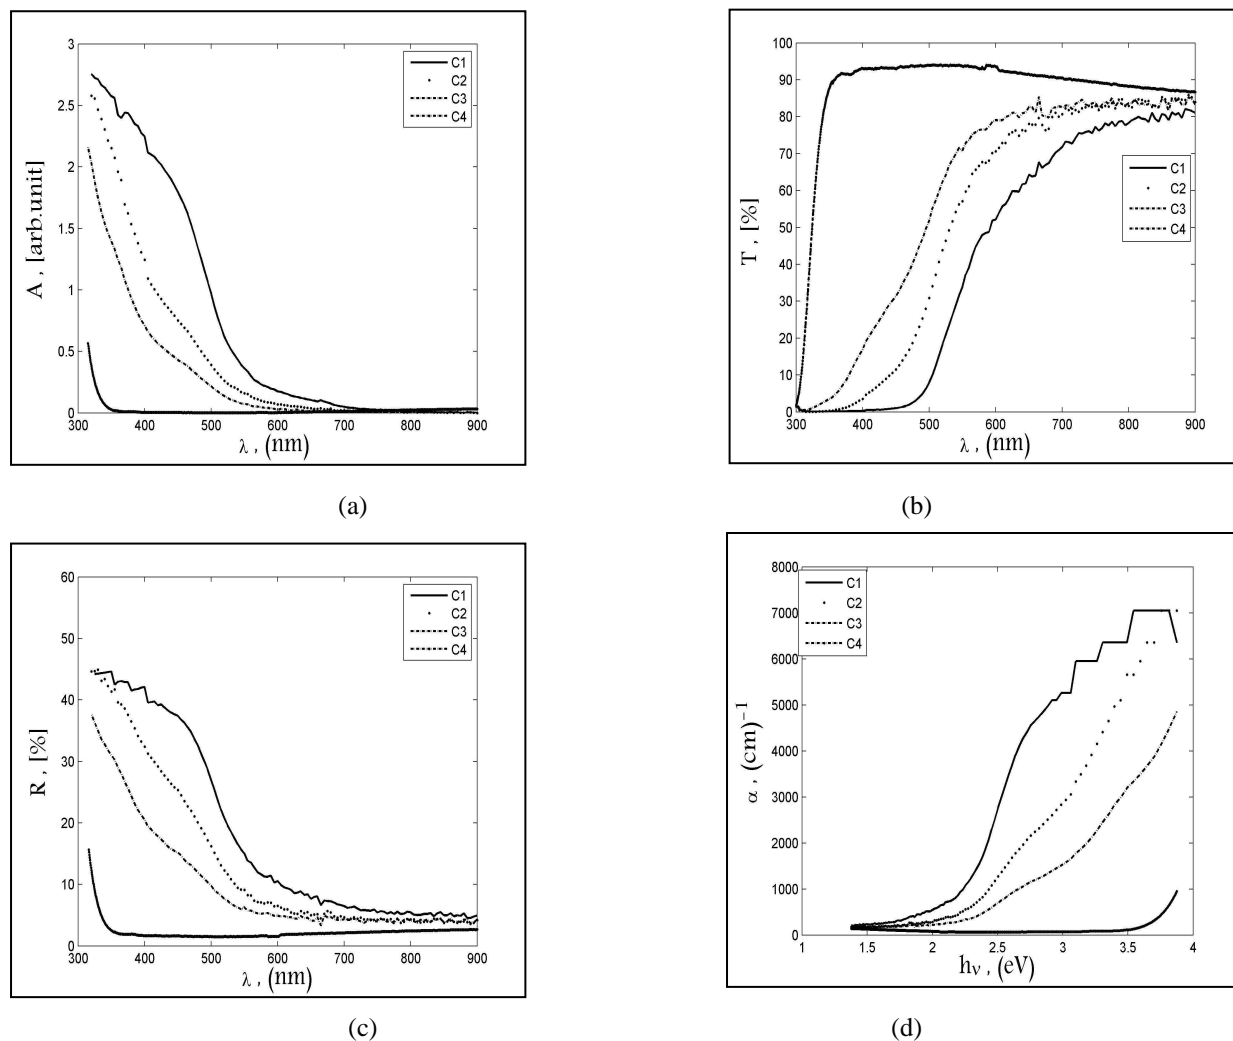 3
2.5
2
1.5
1
0.5
0
300 400 500 600 700 800 900
A , [arb.unit]
λ , (nm)
C1
C2
C3
C4
(a)
100
90
80
70
60
50
40
30
20
10
0
300 400 500 600 700 800 900
T , [%]
λ , (nm)
C1
C2
C3
C4
(b)
60
50
40
30
20
10
0
300 400 500 600 700 800 900
R , [%]
λ , (nm)
C1
C2
C3
C4
(c)
8000
7000
6000
5000
4000
3000
2000
1000
0
1 1.5 2 2.5 3 3.5 4
α , (cm)⁻¹
hν , (eV)
C1
C2
C3
C4
(d)